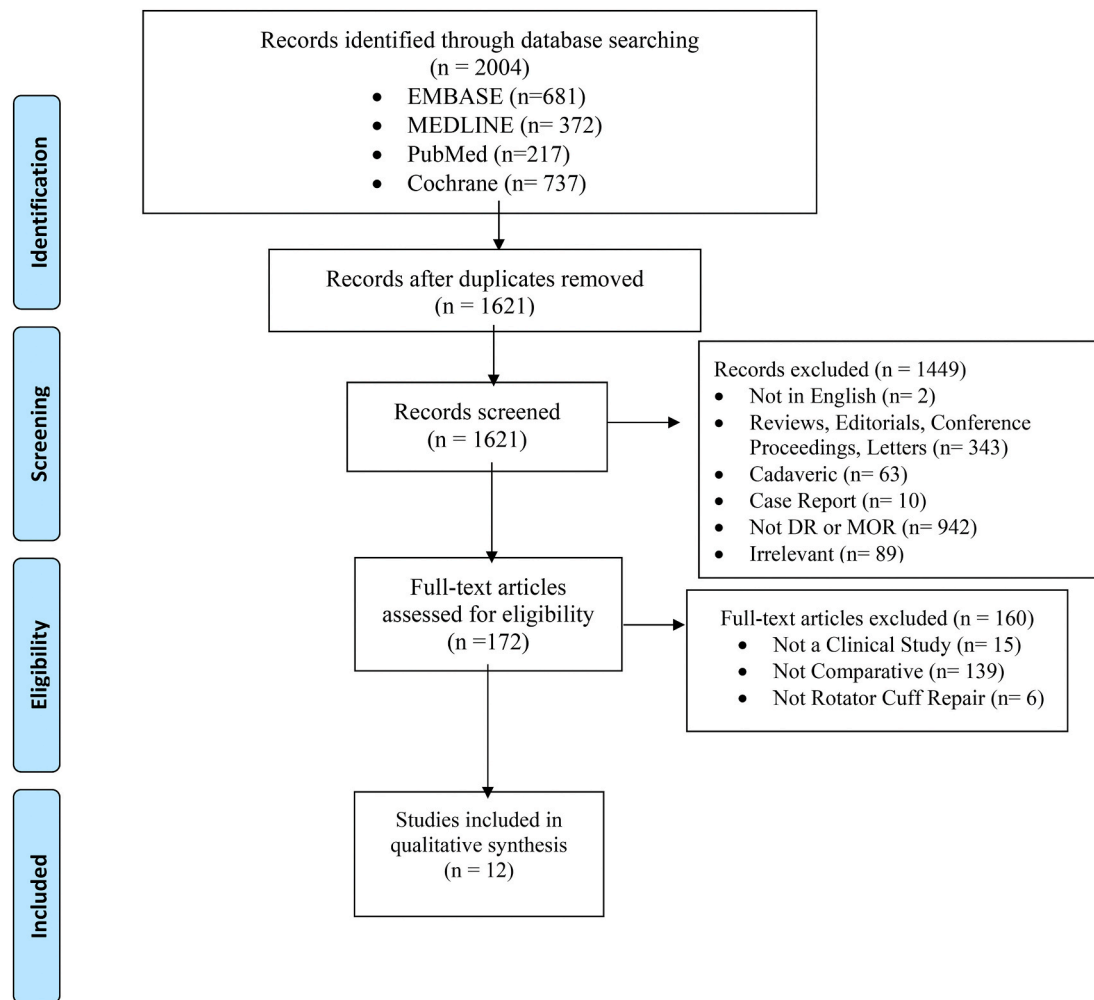 Records identified through database searching
(n = 2004)
• EMBASE (n=681)
• MEDLINE (n= 372)
• PubMed (n=217)
• Cochrane (n= 737)
Identification
Records after duplicates removed
(n = 1621)
Screening
Records screened
(n = 1621)
Records excluded (n = 1449)
• Not in English (n= 2)
• Reviews, Editorials, Conference
Proceedings, Letters (n= 343)
• Cadaveric (n= 63)
• Case Report (n= 10)
• Not DR or MOR (n= 942)
• Irrelevant (n= 89)
Eligibility
Full-text articles
assessed for eligibility
(n =172)
Full-text articles excluded (n = 160)
• Not a Clinical Study (n= 15)
• Not Comparative (n= 139)
• Not Rotator Cuff Repair (n= 6)
Included
Studies included in
qualitative synthesis
(n = 12)